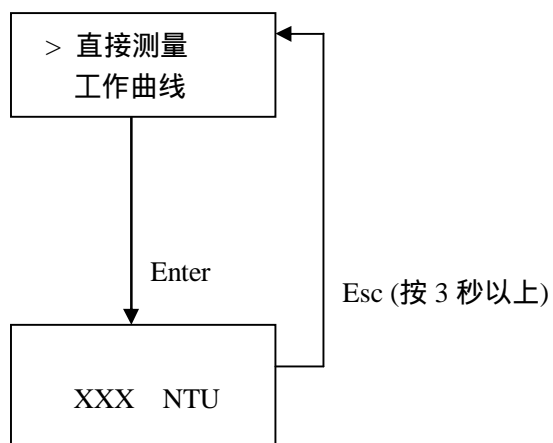 > 直接测量
工作曲线
Enter
Esc (按 3 秒以上)
XXX NTU